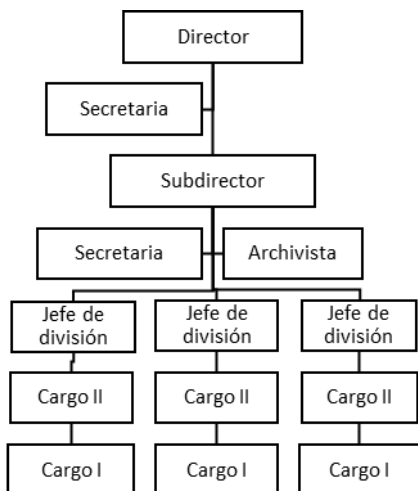 Director
Secretaria
Subdirector
Secretaria
Archivista
Jefe de
división
Jefe de
división
Jefe de
división
Cargo II
Cargo II
Cargo II
Cargo I
Cargo I
Cargo I